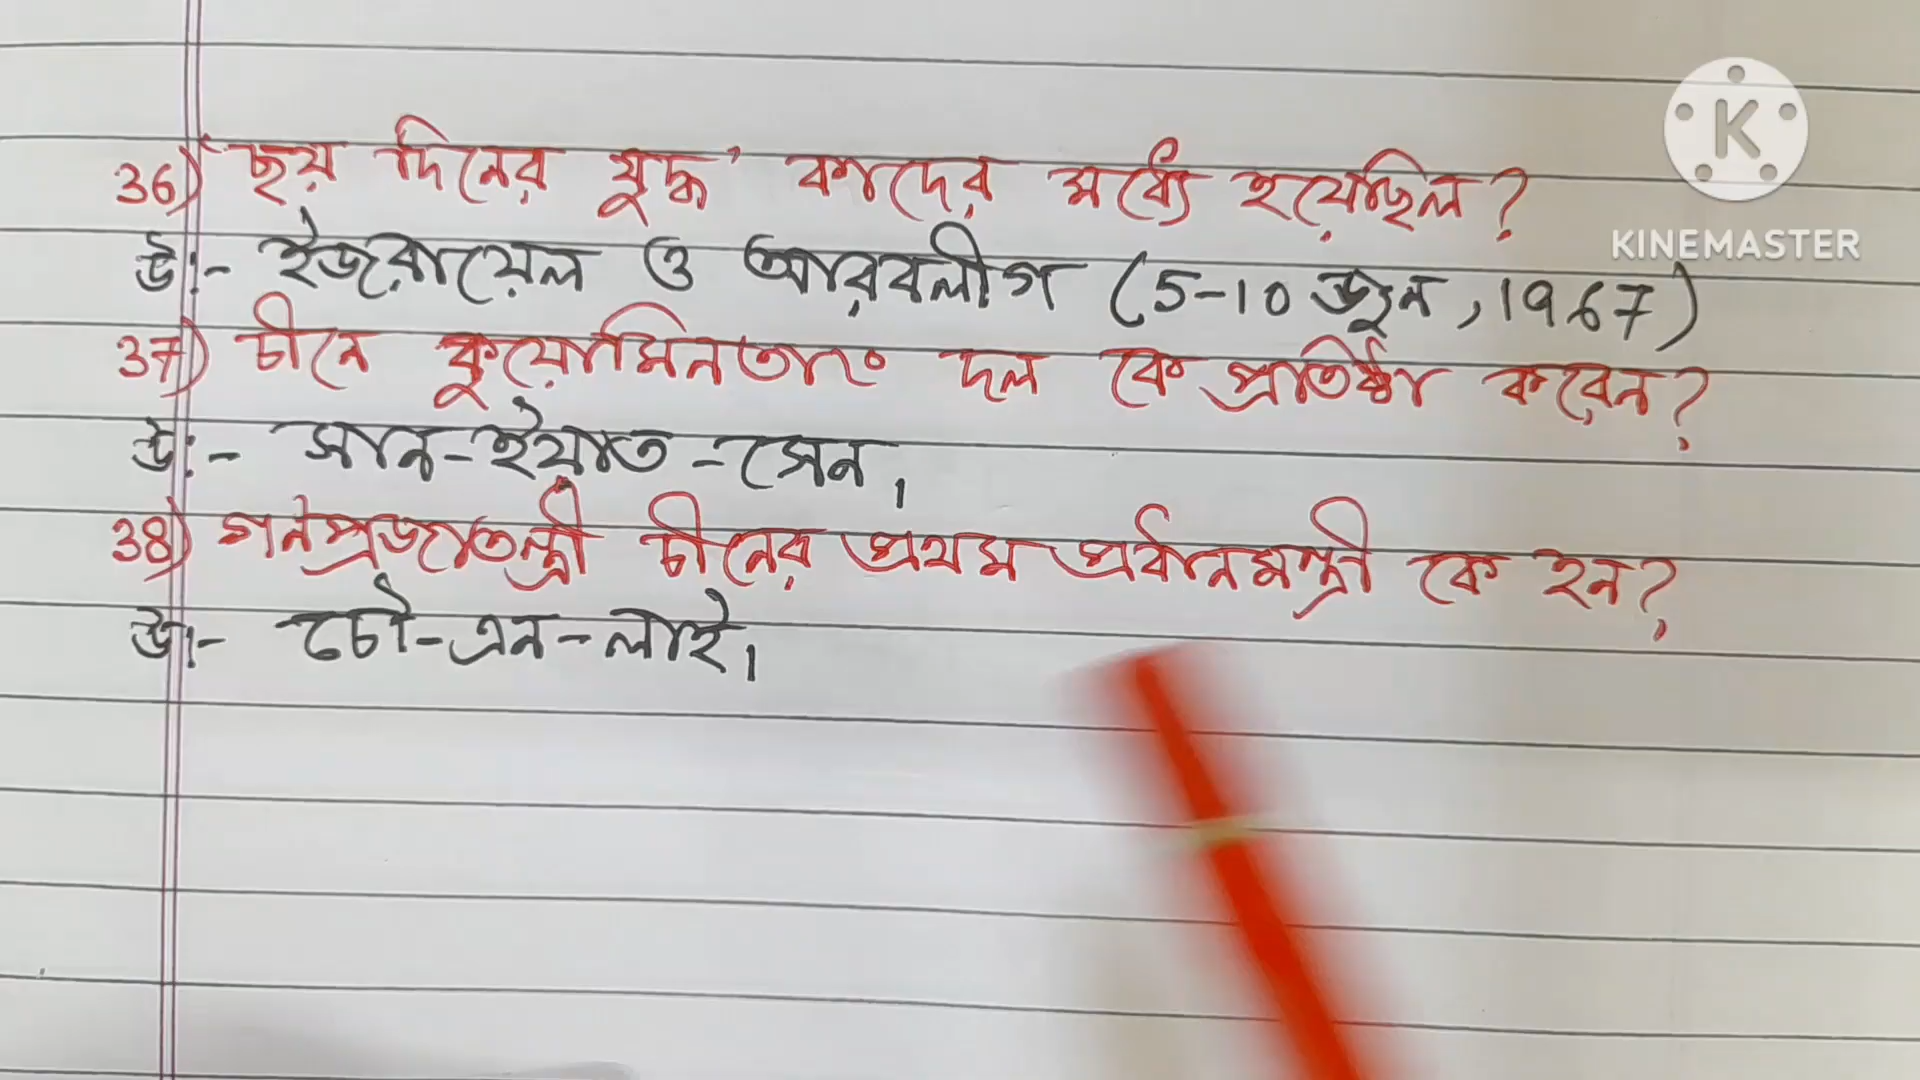 36) 'ছয় দিনের যুদ্ধ' কাদের মধ্যে হয়েছিল?
উঃ- ইজরায়েল ও আরবলীগ (5-10 জুন, 1967)
37) চীনে কুয়োমিনতাং দল কে প্রতিষ্ঠা করেন?
উঃ- সান-ইয়াত-সেন।
38) গনপ্রজাতন্ত্রী চীনের প্রথম প্রধানমন্ত্রী কে হন?
উঃ- চৌ-এন-লাই।
K
KINEMASTER